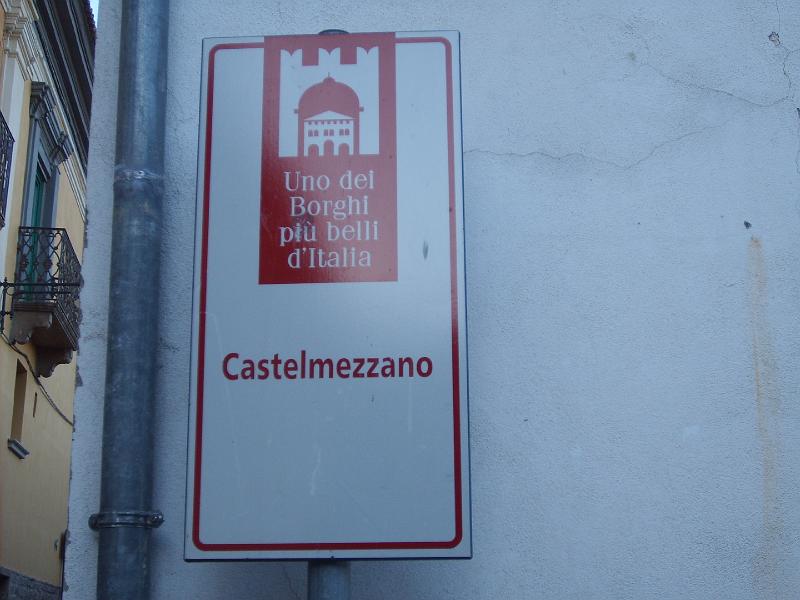 Uno dei
Borghi
più belli
d'Italia
Castelmezzano